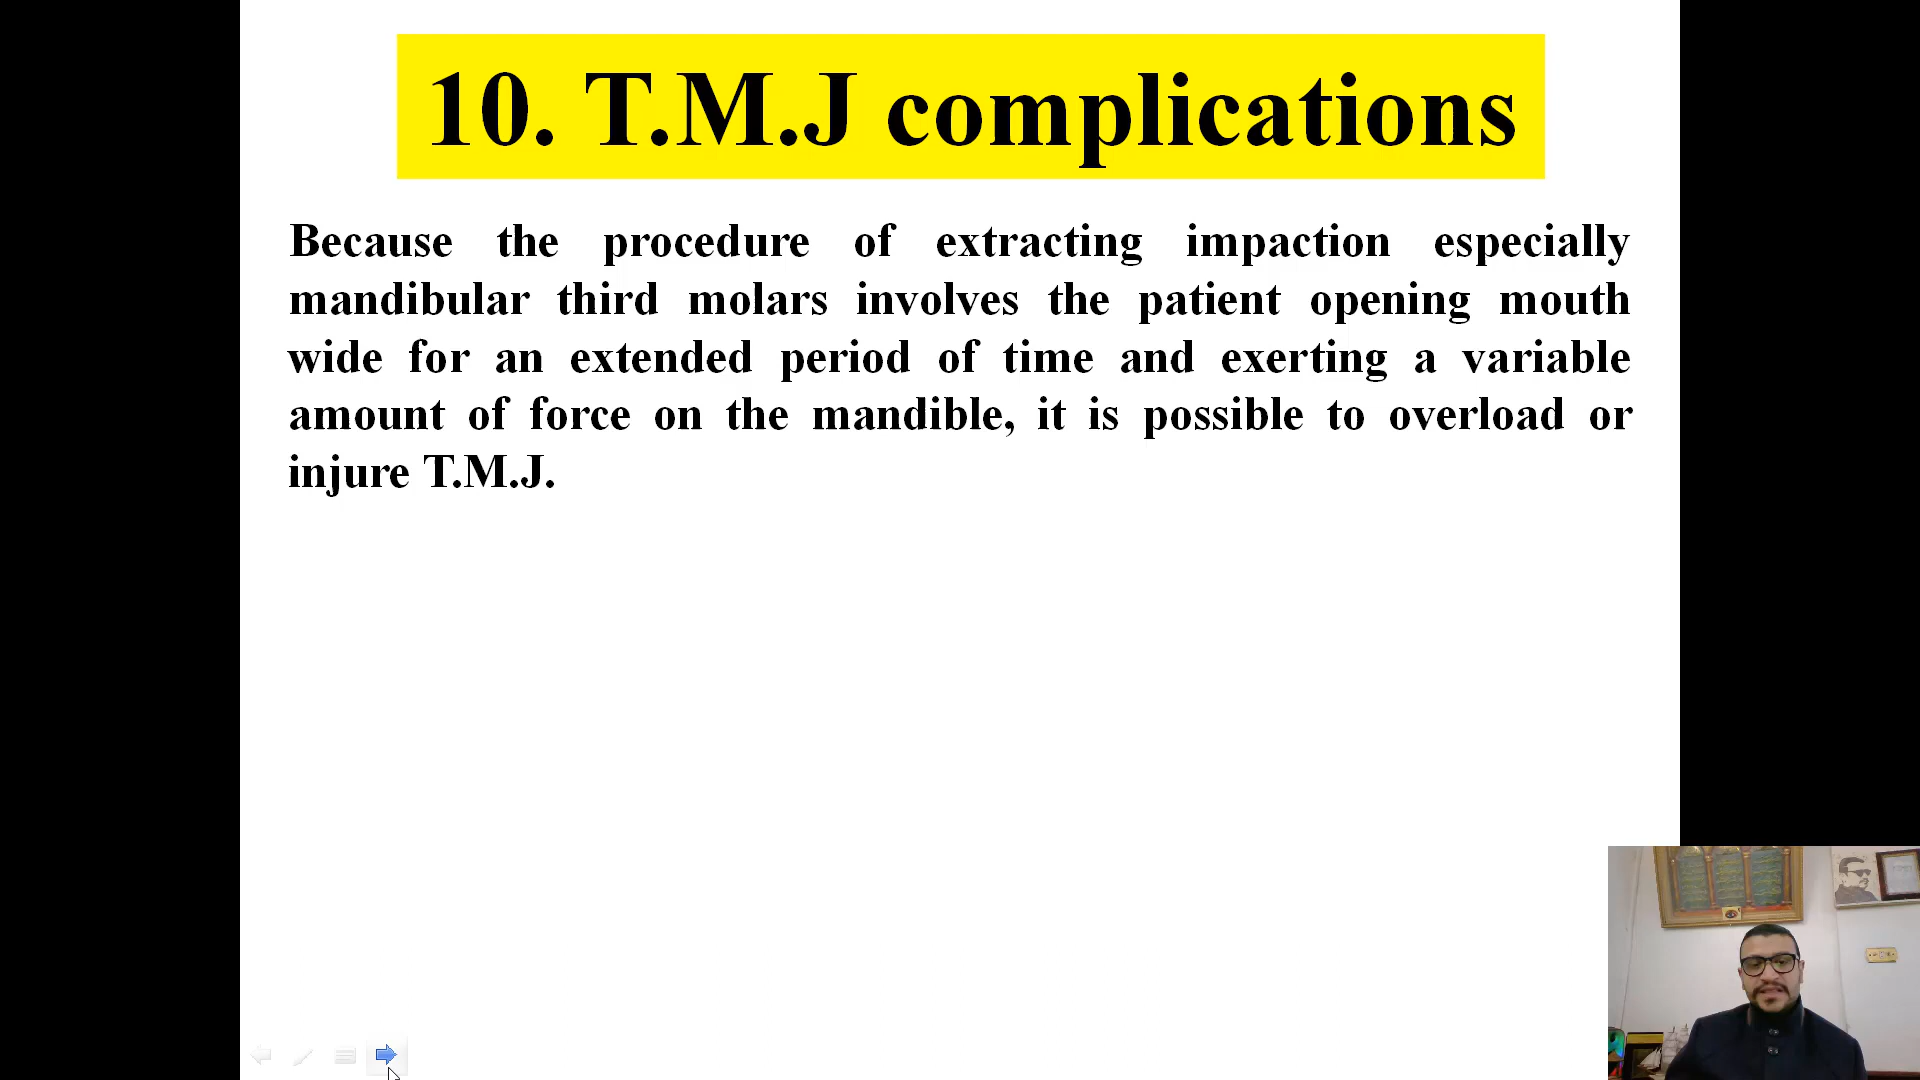 10. T.M.J complications
Because the procedure of extracting impaction especially
mandibular third molars involves the patient opening mouth
wide for an extended period of time and exerting a variable
amount of force on the mandible, it is possible to overload or
injure T.M.J.